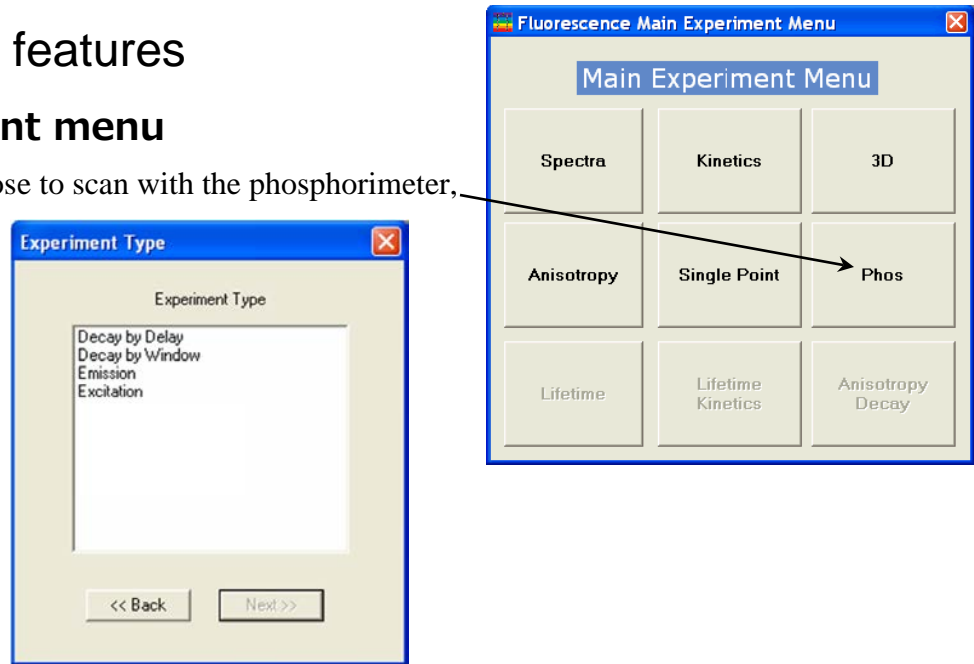 features
nt menu
ose to scan with the phosphorimeter,
Fluorescence Main Experiment Menu
Main Experiment Menu
Spectra
Kinetics
3D
Anisotropy
Single Point
Phos
Lifetime
Lifetime
Kinetics
Anisotropy
Decay
Experiment Type
Experiment Type
Decay by Delay
Decay by Window
Emission
Excitation
<< Back
Next >>